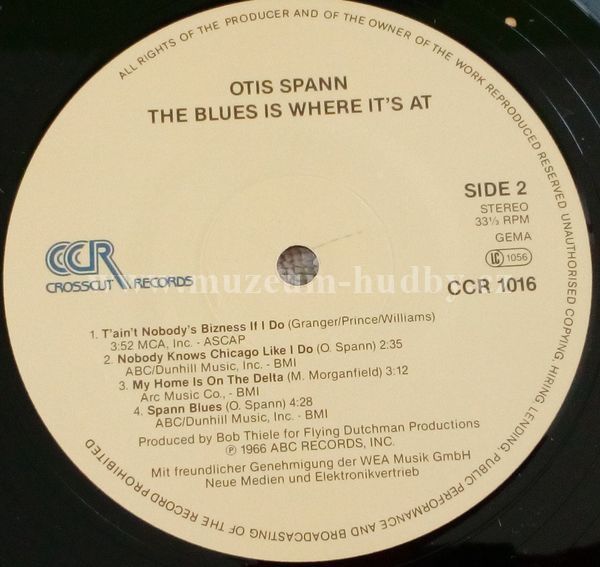 ALL RIGHTS OF THE PRODUCER AND OF THE OWNER OF THE WORK REPRODUCED RESERVED UNAUTHORISED COPYING, HIRING, LENDING, PUBLIC PERFORMANCE AND BROADCASTING OF THE RECORD PROHIBITED
OTIS SPANN
THE BLUES IS WHERE IT'S AT
SIDE 2
STEREO
33⅓ RPM
GEMA
LC 1056
CCR 1016
CCR
CROSSCUT RECORDS
www.muzeum-hudby.cz
1. T'ain't Nobody's Bizness If I Do (Granger/Prince/Williams)
3:52 MCA, Inc. - ASCAP
2. Nobody Knows Chicago Like I Do (O. Spann) 2:35
ABC/Dunhill Music, Inc. - BMI
3. My Home Is On The Delta (M. Morganfield) 3:12
Arc Music Co., - BMI
4. Spann Blues (O. Spann) 4:28
ABC/Dunhill Music, Inc. - BMI
Produced by Bob Thiele for Flying Dutchman Productions
℗ 1966 ABC RECORDS, INC.
Mit freundlicher Genehmigung der WEA Musik GmbH
Neue Medien und Elektronikvertrieb